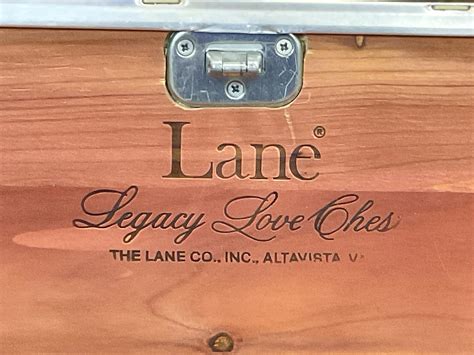 Lane®
Legacy Love Ches
THE LANE CO., INC., ALTAVISTA V